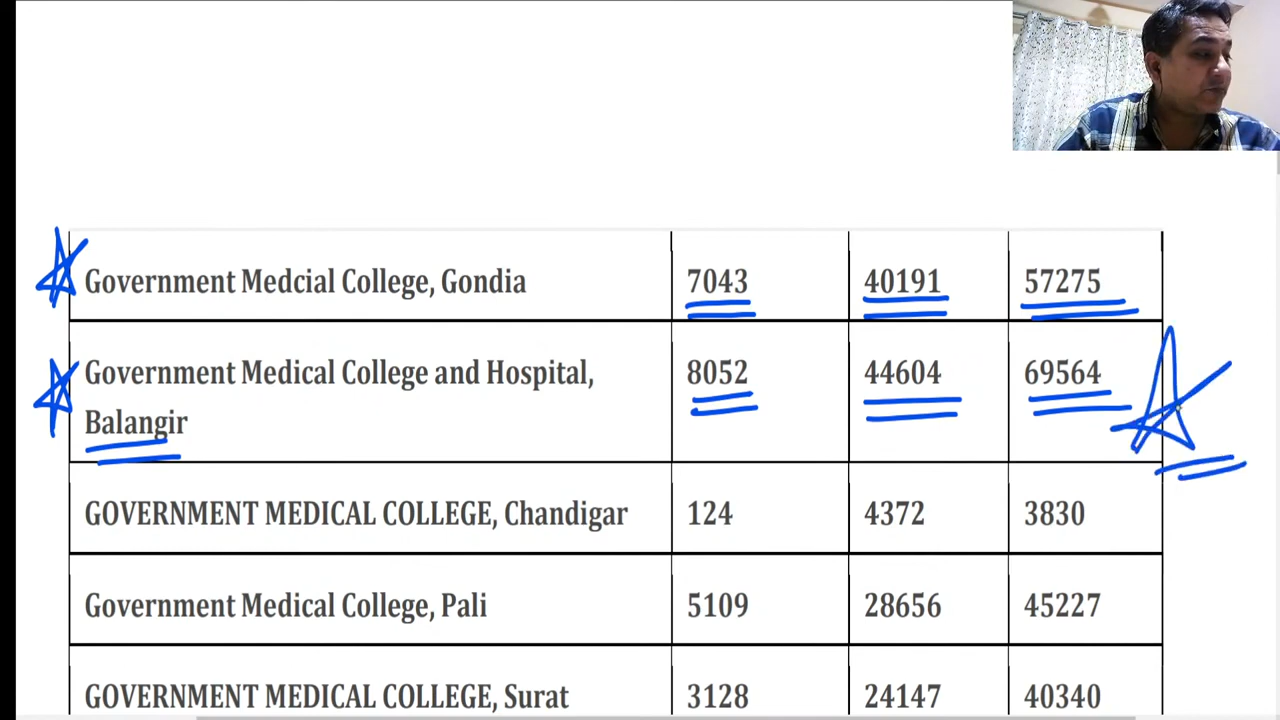 Government Medcial College, Gondia 7043 40191 57275
Government Medical College and Hospital, 8052 44604 69564
Balangir
GOVERNMENT MEDICAL COLLEGE, Chandigar 124 4372 3830
Government Medical College, Pali 5109 28656 45227
GOVERNMENT MEDICAL COLLEGE, Surat 3128 24147 40340